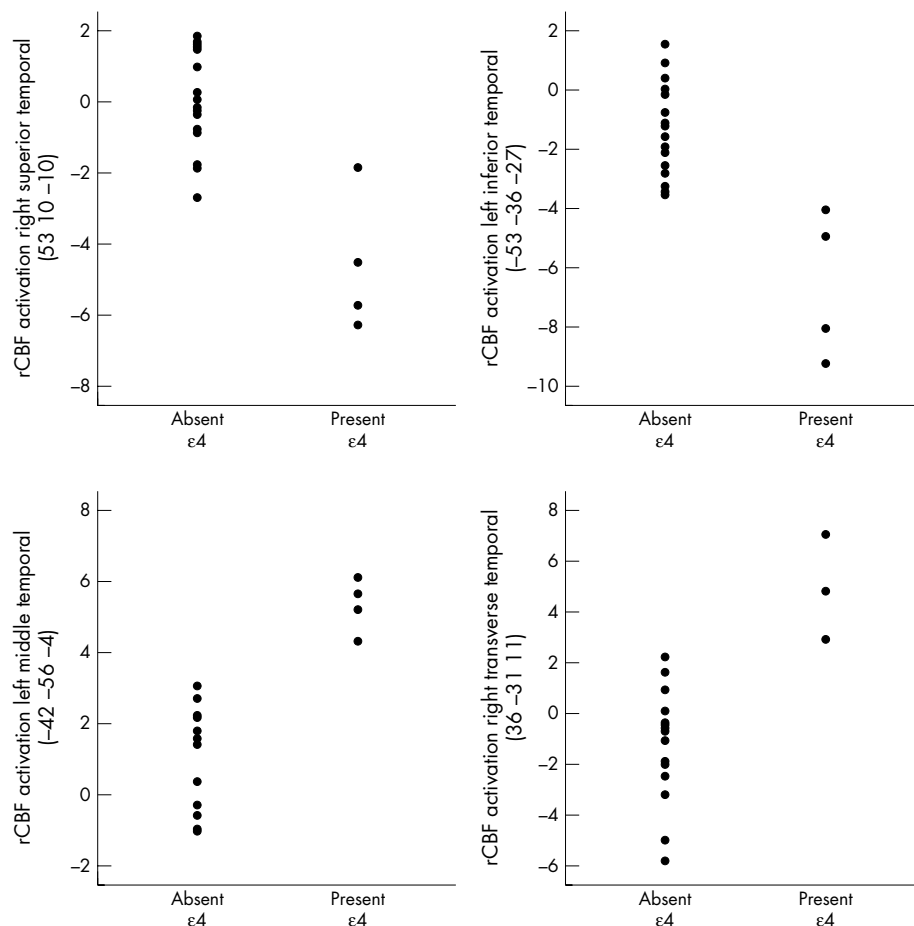 rCBF activation right superior temporal
(53 10 –10)
2
0
–2
–4
–6
–8
Absent
ε4
Present
ε4
rCBF activation left inferior temporal
(–53 –36 –27)
2
0
–2
–4
–6
–8
–10
Absent
ε4
Present
ε4
rCBF activation left middle temporal
(–42 –56 –4)
8
6
4
2
0
–2
Absent
ε4
Present
ε4
rCBF activation right transverse temporal
(36 –31 11)
8
6
4
2
0
–2
–4
–6
Absent
ε4
Present
ε4